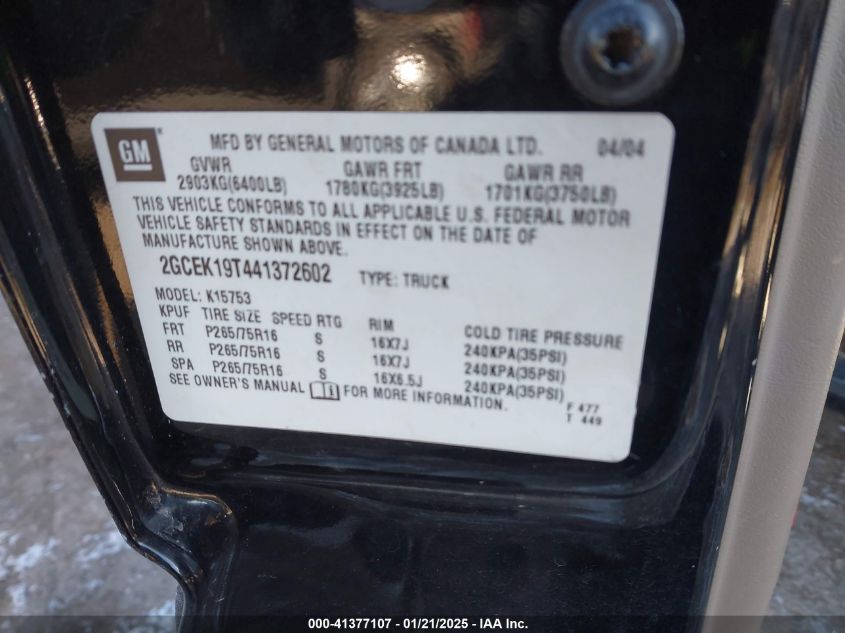 GM
MFD BY GENERAL MOTORS OF CANADA LTD. 04/04
GVWR GAWR FRT GAWR RR
2903KG(6400LB) 1780KG(3925LB) 1701KG(3750LB)
THIS VEHICLE CONFORMS TO ALL APPLICABLE U.S. FEDERAL MOTOR
VEHICLE SAFETY STANDARDS IN EFFECT ON THE DATE OF
MANUFACTURE SHOWN ABOVE.
2GCEK19T441372602 TYPE: TRUCK
MODEL: K15753
KPUF TIRE SIZE SPEED RTG RIM COLD TIRE PRESSURE
FRT P265/75R16 S 16X7J 240KPA(35PSI)
RR P265/75R16 S 16X7J 240KPA(35PSI)
SPA P265/75R16 S 16X6.5J 240KPA(35PSI)
SEE OWNER'S MANUAL FOR MORE INFORMATION.
F 477
T 449
000-41377107 - 01/21/2025 - IAA Inc.